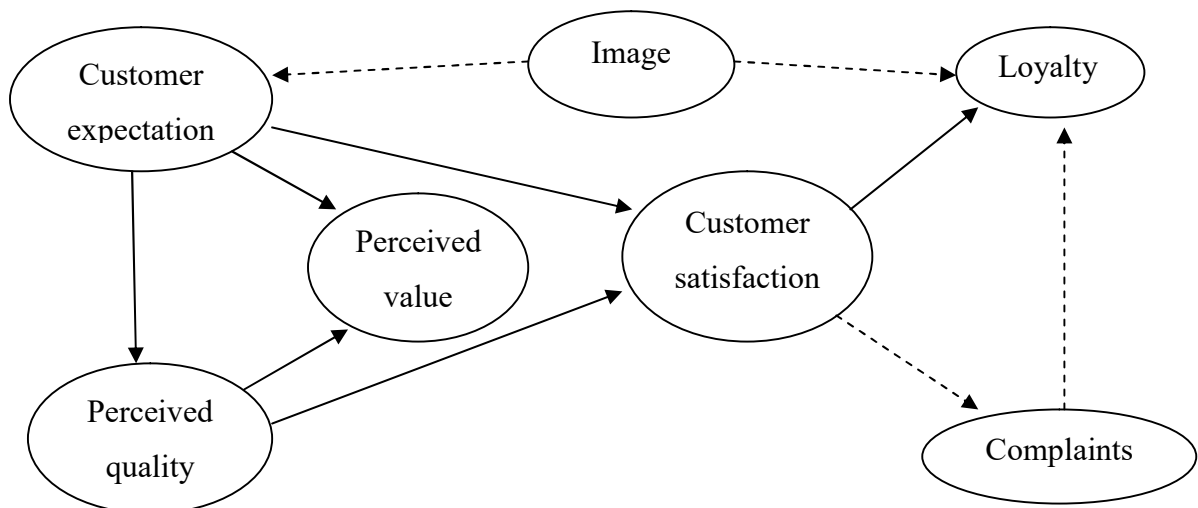 Image
Loyalty
Customer
expectation
Perceived
value
Customer
satisfaction
Perceived
quality
Complaints